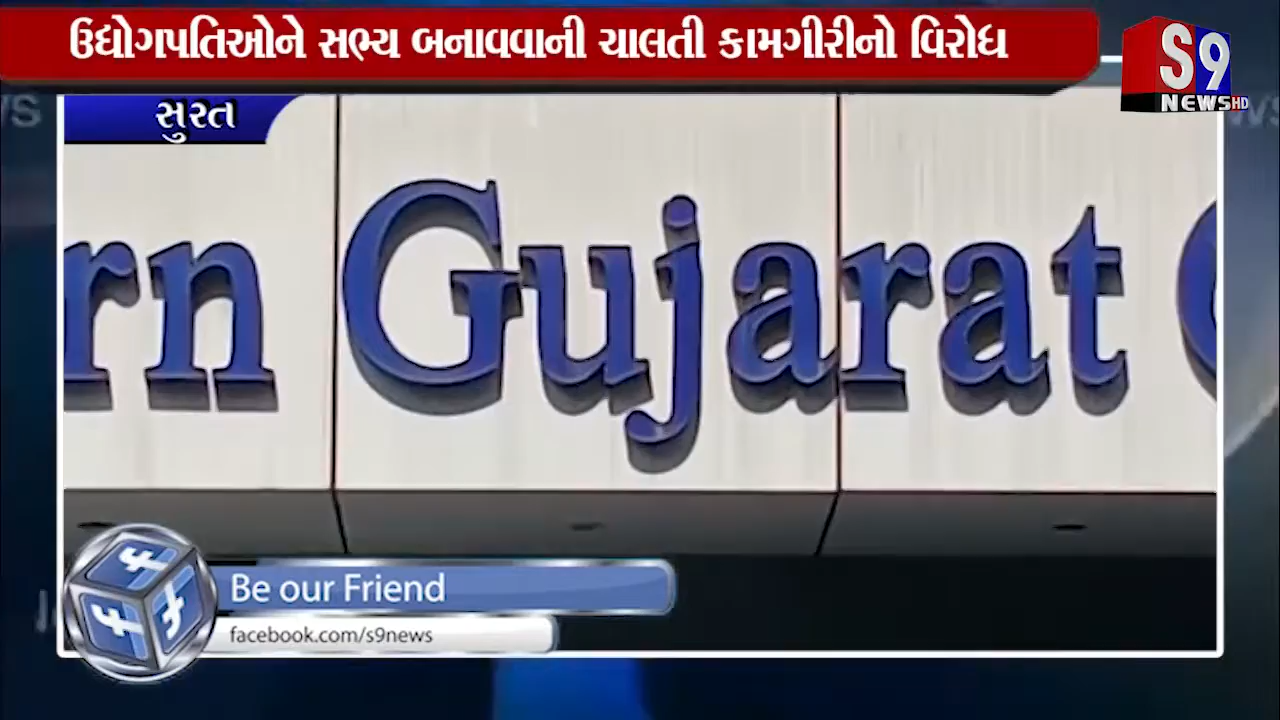 ઉદ્યોગપતિઓને સભ્ય બનાવવાની ચાલતી કામગીરીનો વિરોધ
S9
NEWS HD
સુરત
rn Gujarat
Be our Friend
facebook.com/s9news